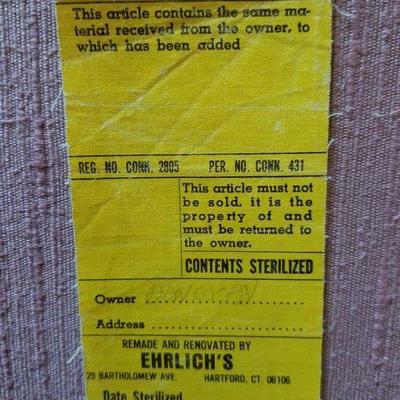 This article contains the same ma-
terial received from the owner, to
which has been added
REG. NO. CONN. 2805 PER. NO. CONN. 431
This article must not
be sold, it is the
property of and
must be returned to
the owner.
CONTENTS STERILIZED
Owner
Address
REMADE AND RENOVATED BY
EHRLICH'S
29 BARTHOLOMEW AVE. HARTFORD, CT. 06106
Date Sterilized